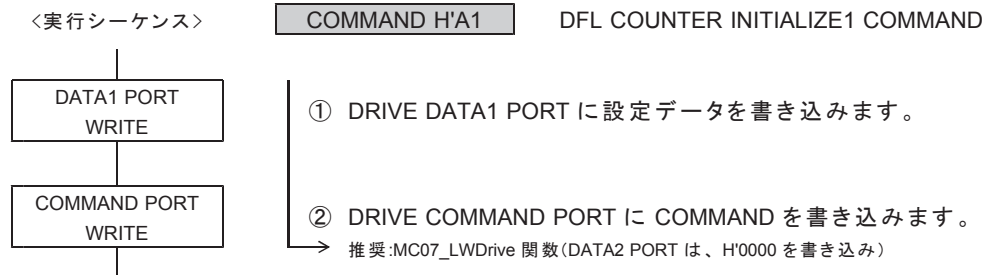 <実行シーケンス> COMMAND H'A1 DFL COUNTER INITIALIZE1 COMMAND
DATA1 PORT
WRITE
① DRIVE DATA1 PORT に設定データを書き込みます。
COMMAND PORT
WRITE
② DRIVE COMMAND PORT に COMMAND を書き込みます。
推奨:MC07_LWDrive 関数(DATA2 PORT は、H'0000 を書き込み)